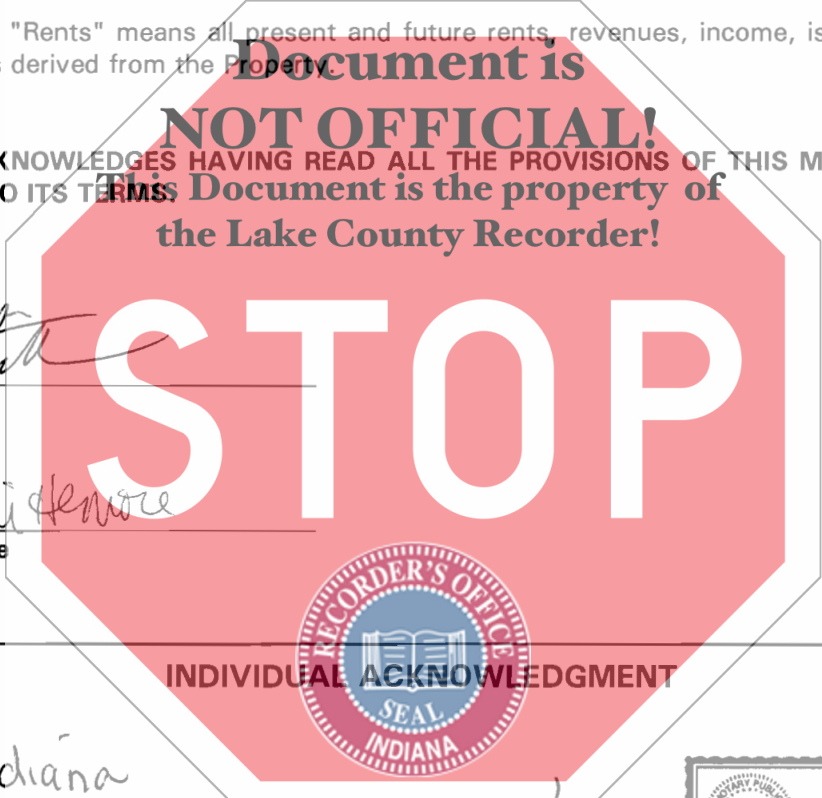 "Rents" means all present and future rents, revenues, income, is
derived from the Property.
Document is
NOT OFFICIAL!
KNOWLEDGES HAVING READ ALL THE PROVISIONS OF THIS M
O ITS TERMS.
This Document is the property of
the Lake County Recorder!
STOP
RECORDER'S OFFICE
INDIVIDUAL ACKNOWLEDGMENT
SEAL
INDIANA
diana
NOTARY PUBLIC